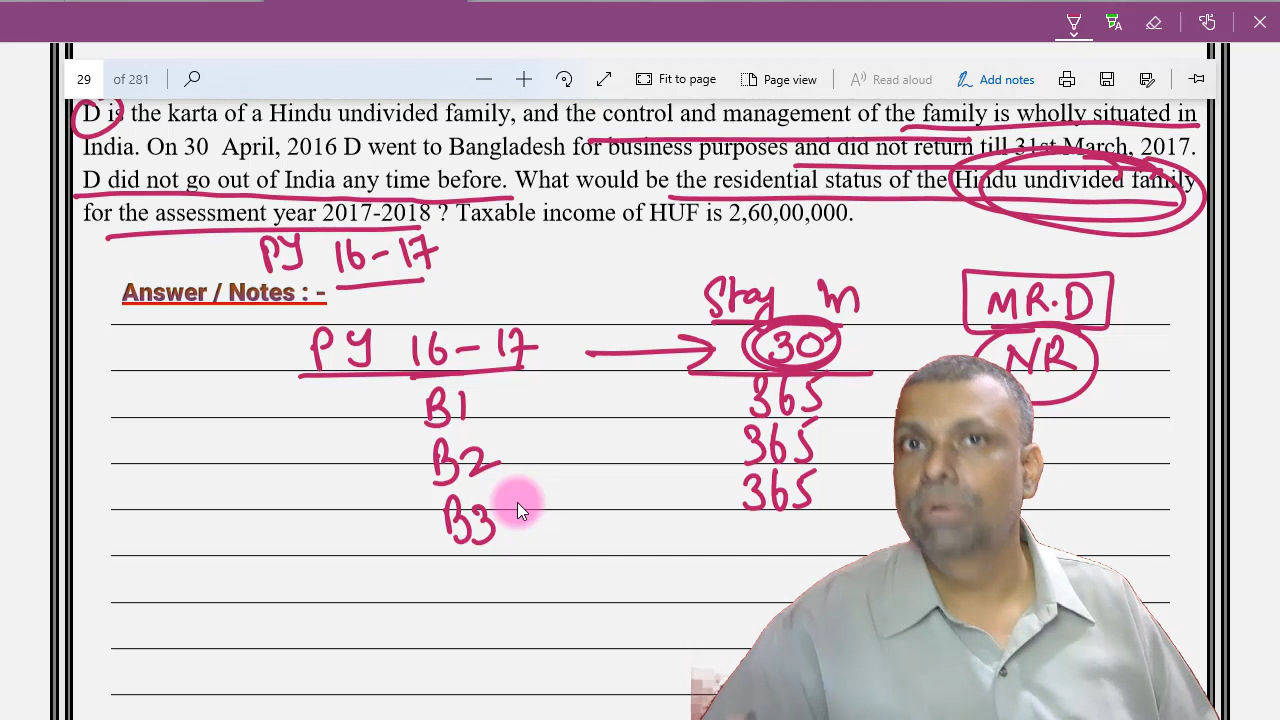 29 of 281 Fit to page Page view Read aloud Add notes
D is the karta of a Hindu undivided family, and the control and management of the family is wholly situated in
India. On 30 April, 2016 D went to Bangladesh for business purposes and did not return till 31st March, 2017.
D did not go out of India any time before. What would be the residential status of the Hindu undivided family
for the assessment year 2017-2018 ? Taxable income of HUF is 2,60,00,000.
PY 16-17
Answer / Notes : -
Stay In MR.D
PY 16-17 30 NR
B1 365
B2 365
B3 365